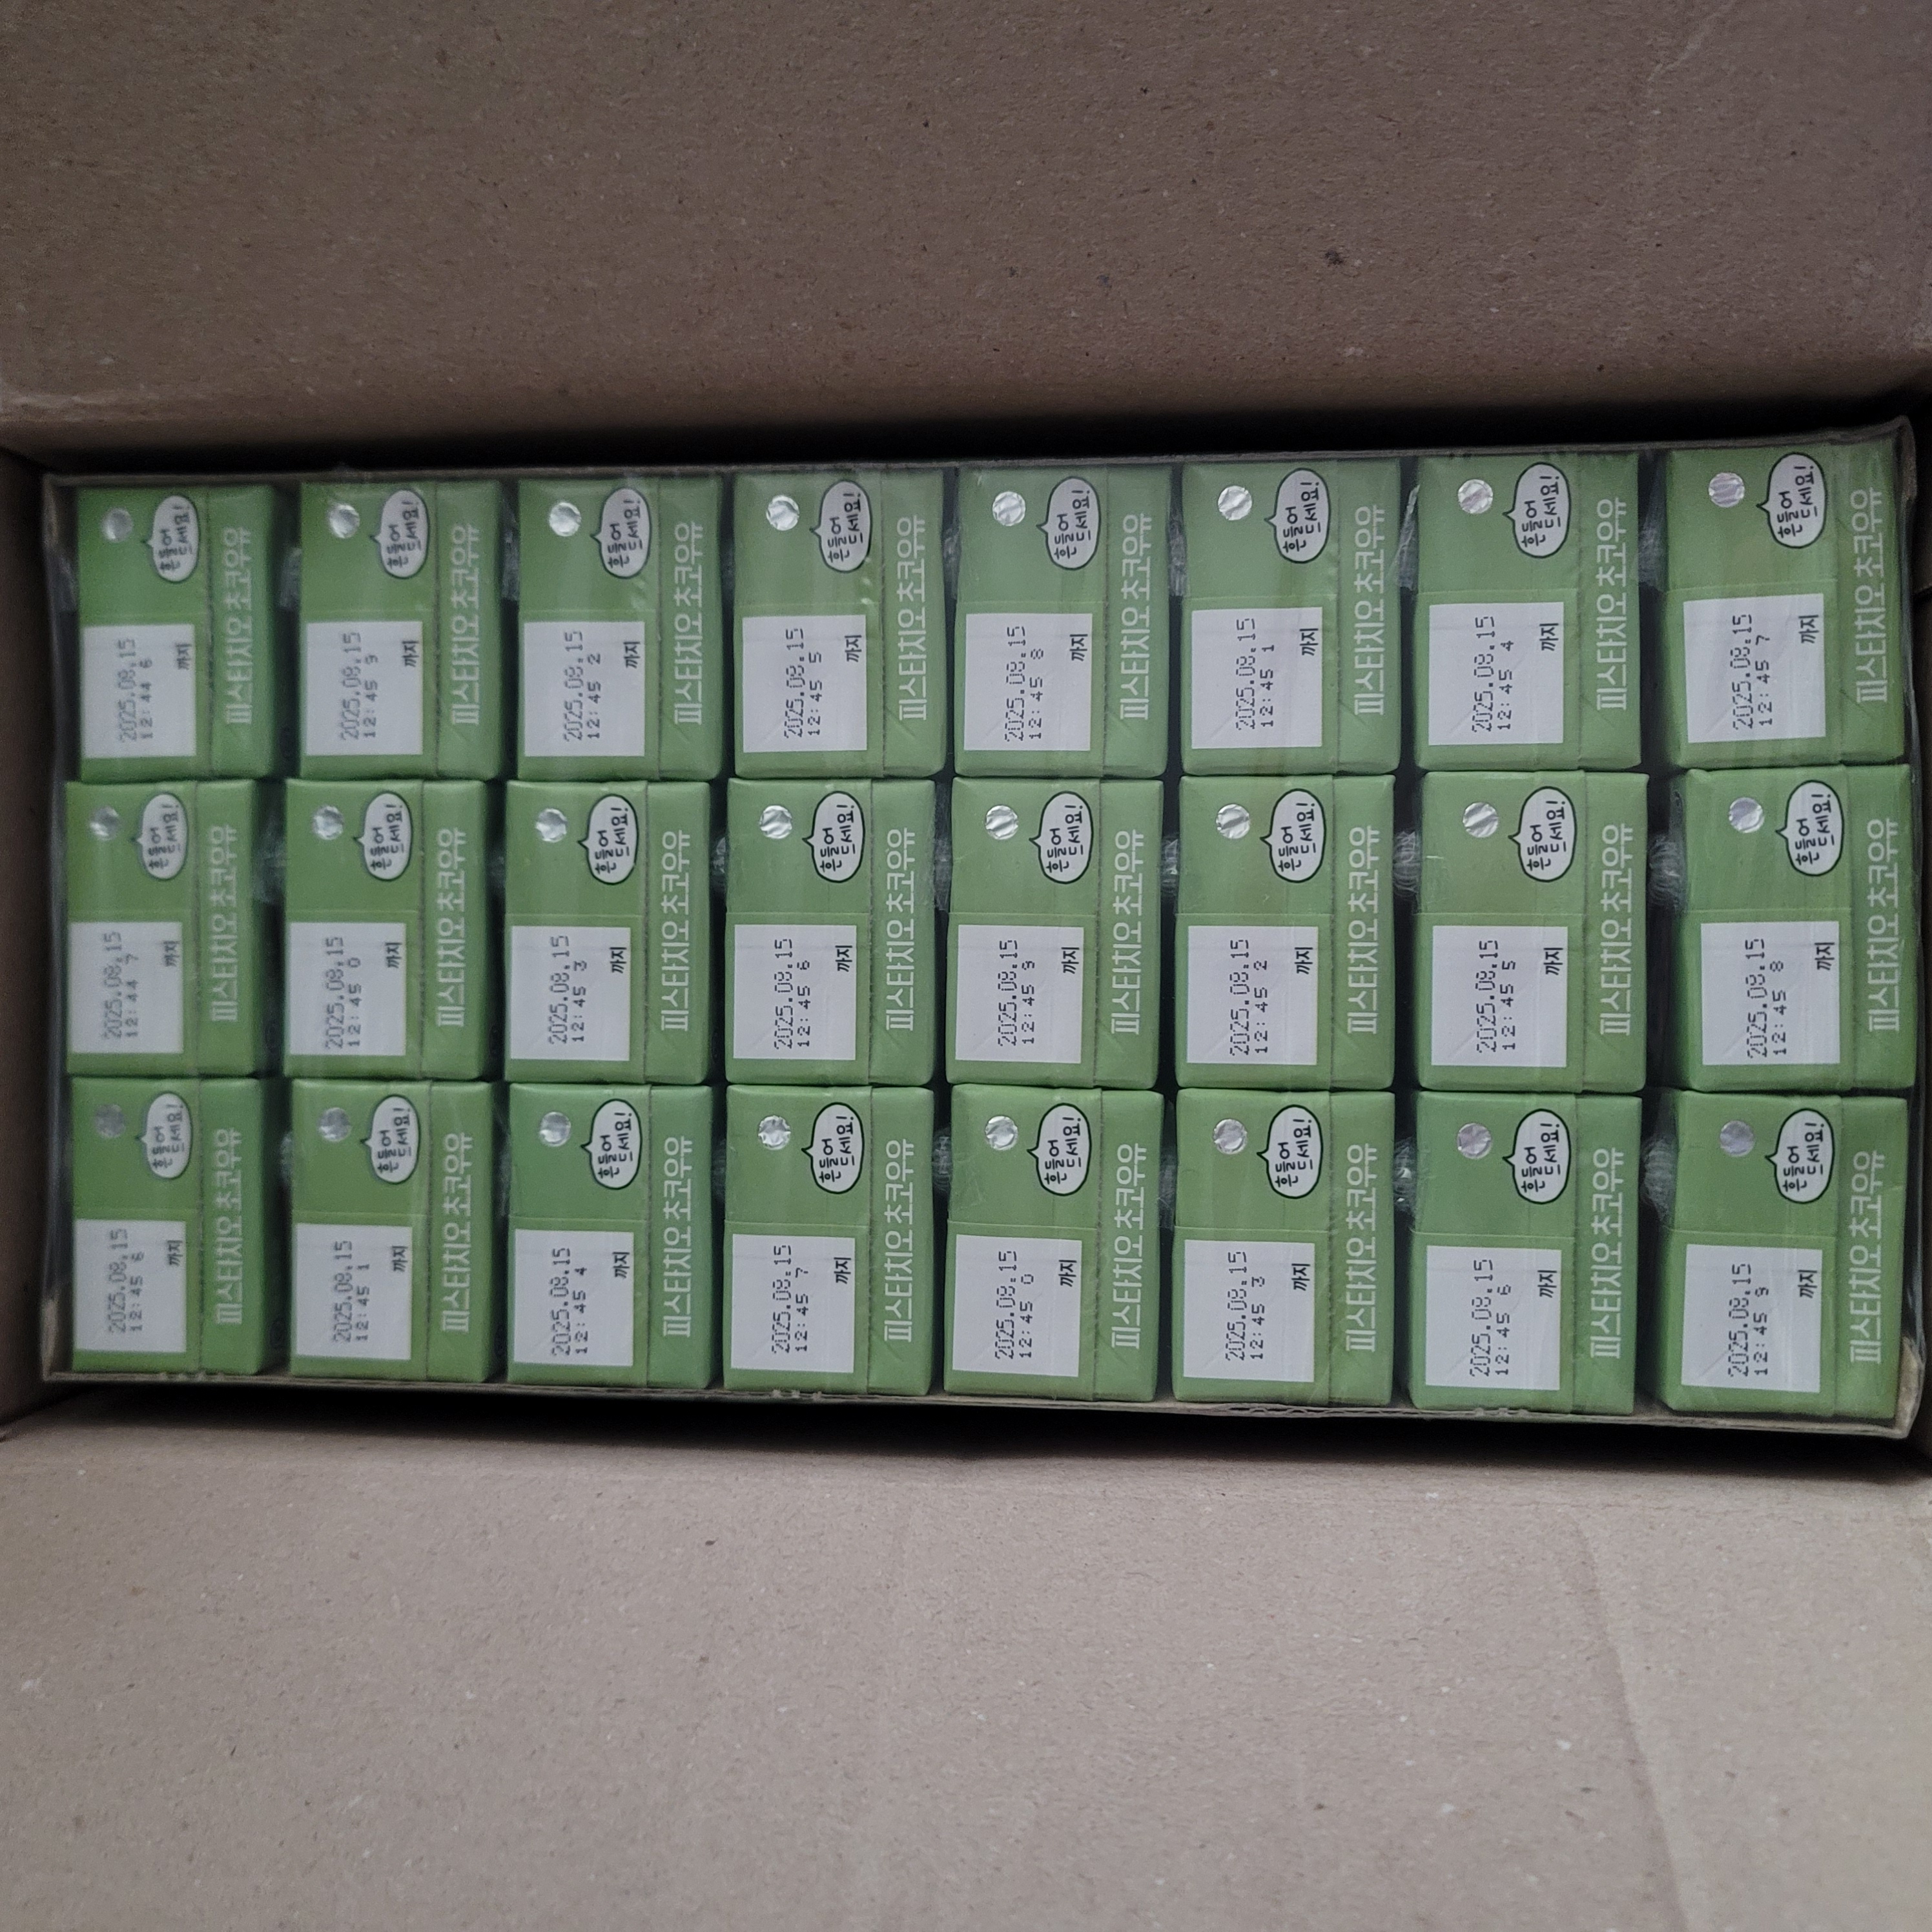 2025.08.15
12:44 6
까지
흔들어
드세요!
피스타치오 초코우유
2025.08.15
12:45 9
까지
흔들어
드세요!
피스타치오 초코우유
2025.08.15
12:45 2
까지
흔들어
드세요!
피스타치오 초코우유
2025.08.15
12:45 5
까지
흔들어
드세요!
피스타치오 초코우유
2025.08.15
12:45 8
까지
흔들어
드세요!
피스타치오 초코우유
2025.08.15
12:45 1
까지
흔들어
드세요!
피스타치오 초코우유
2025.08.15
12:45 4
까지
흔들어
드세요!
피스타치오 초코우유
2025.08.15
12:45 7
까지
흔들어
드세요!
피스타치오 초코우유
2025.08.15
12:44 7
까지
흔들어
드세요!
피스타치오 초코우유
2025.08.15
12:45 0
까지
흔들어
드세요!
피스타치오 초코우유
2025.08.15
12:45 3
까지
흔들어
드세요!
피스타치오 초코우유
2025.08.15
12:45 6
까지
흔들어
드세요!
피스타치오 초코우유
2025.08.15
12:45 9
까지
흔들어
드세요!
피스타치오 초코우유
2025.08.15
12:45 2
까지
흔들어
드세요!
피스타치오 초코우유
2025.08.15
12:45 5
까지
흔들어
드세요!
피스타치오 초코우유
2025.08.15
12:45 8
까지
흔들어
드세요!
피스타치오 초코우유
2025.08.15
12:45 6
까지
흔들어
드세요!
피스타치오 초코우유
2025.08.15
12:45 1
까지
흔들어
드세요!
피스타치오 초코우유
2025.08.15
12:45 4
까지
흔들어
드세요!
피스타치오 초코우유
2025.08.15
12:45 7
까지
흔들어
드세요!
피스타치오 초코우유
2025.08.15
12:45 0
까지
흔들어
드세요!
피스타치오 초코우유
2025.08.15
12:45 3
까지
흔들어
드세요!
피스타치오 초코우유
2025.08.15
12:45 6
까지
흔들어
드세요!
피스타치오 초코우유
2025.08.15
12:45 9
까지
흔들어
드세요!
피스타치오 초코우유